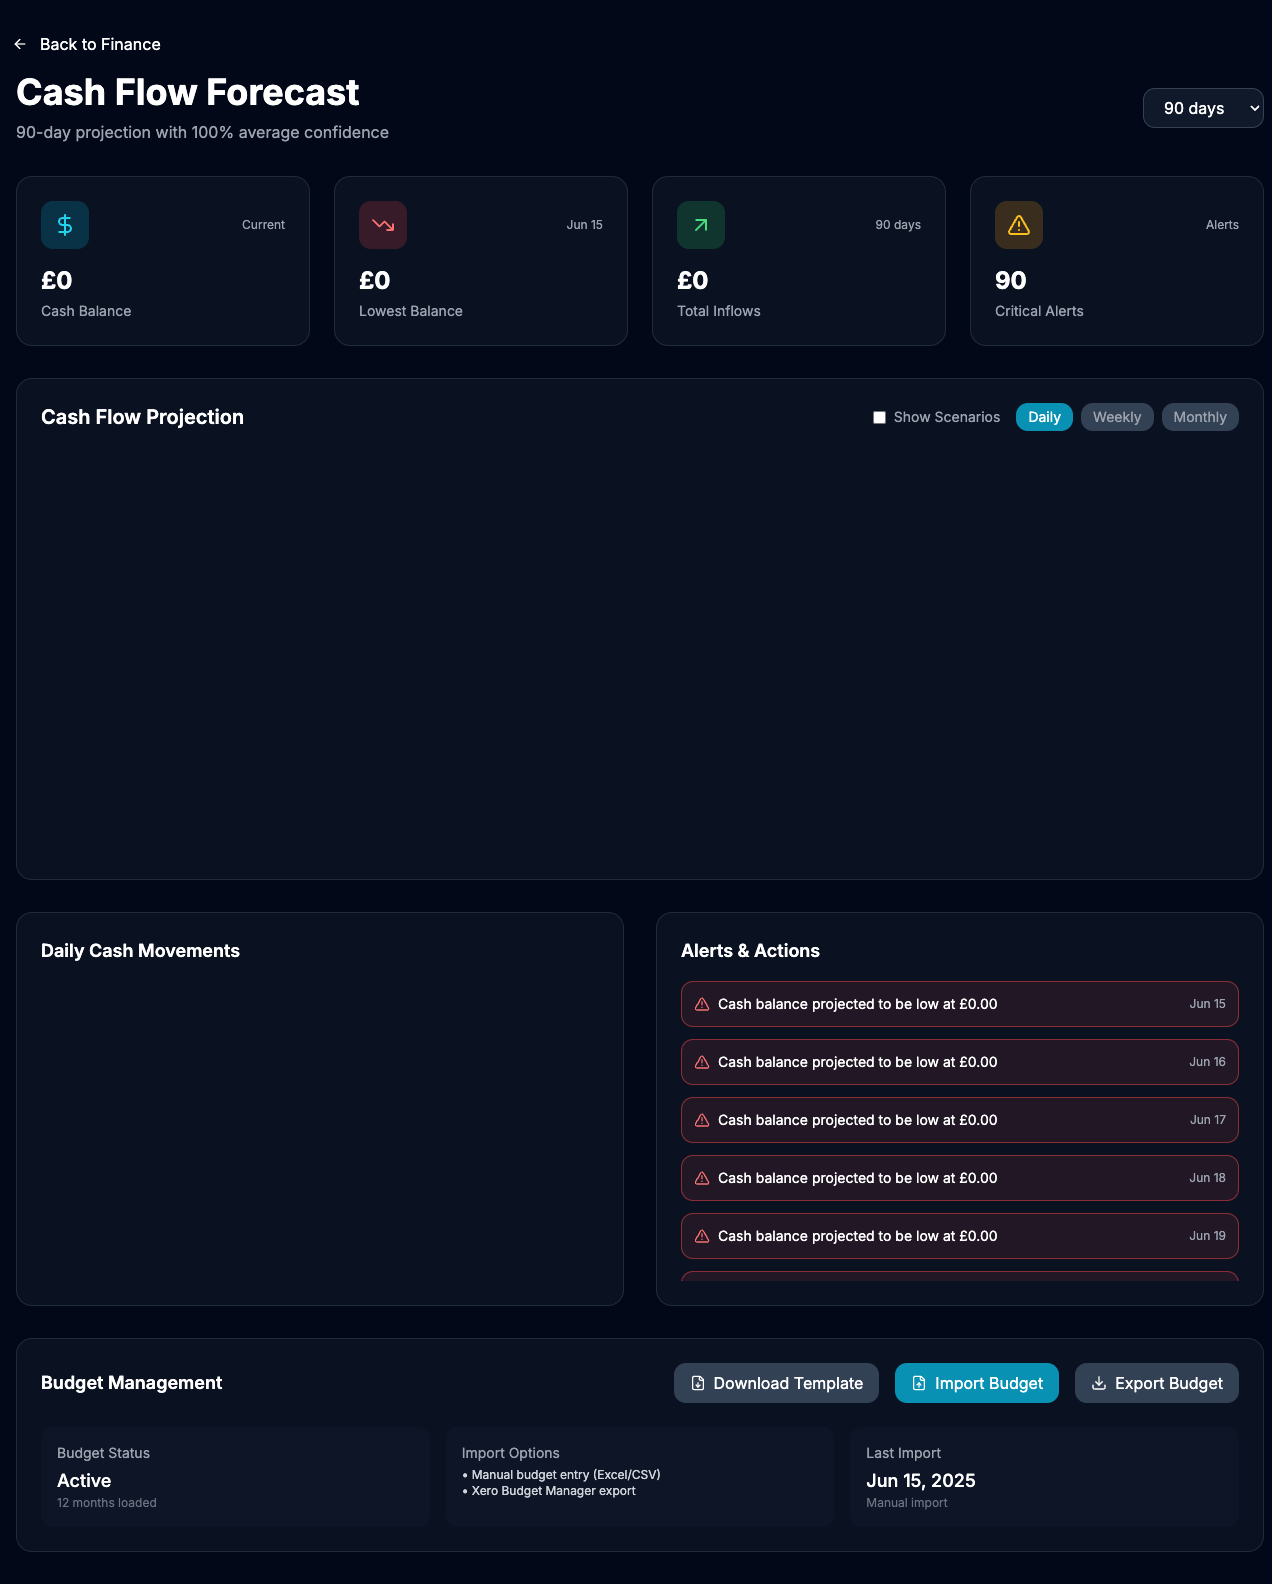 Back to Finance
Cash Flow Forecast
90-day projection with 100% average confidence
90 days
Current
£0
Cash Balance
Jun 15
£0
Lowest Balance
90 days
£0
Total Inflows
Alerts
90
Critical Alerts
Cash Flow Projection
Show Scenarios
Daily
Weekly
Monthly
Daily Cash Movements
Alerts & Actions
Cash balance projected to be low at £0.00 Jun 15
Cash balance projected to be low at £0.00 Jun 16
Cash balance projected to be low at £0.00 Jun 17
Cash balance projected to be low at £0.00 Jun 18
Cash balance projected to be low at £0.00 Jun 19
Budget Management
Download Template
Import Budget
Export Budget
Budget Status
Active
12 months loaded
Import Options
• Manual budget entry (Excel/CSV)
• Xero Budget Manager export
Last Import
Jun 15, 2025
Manual import